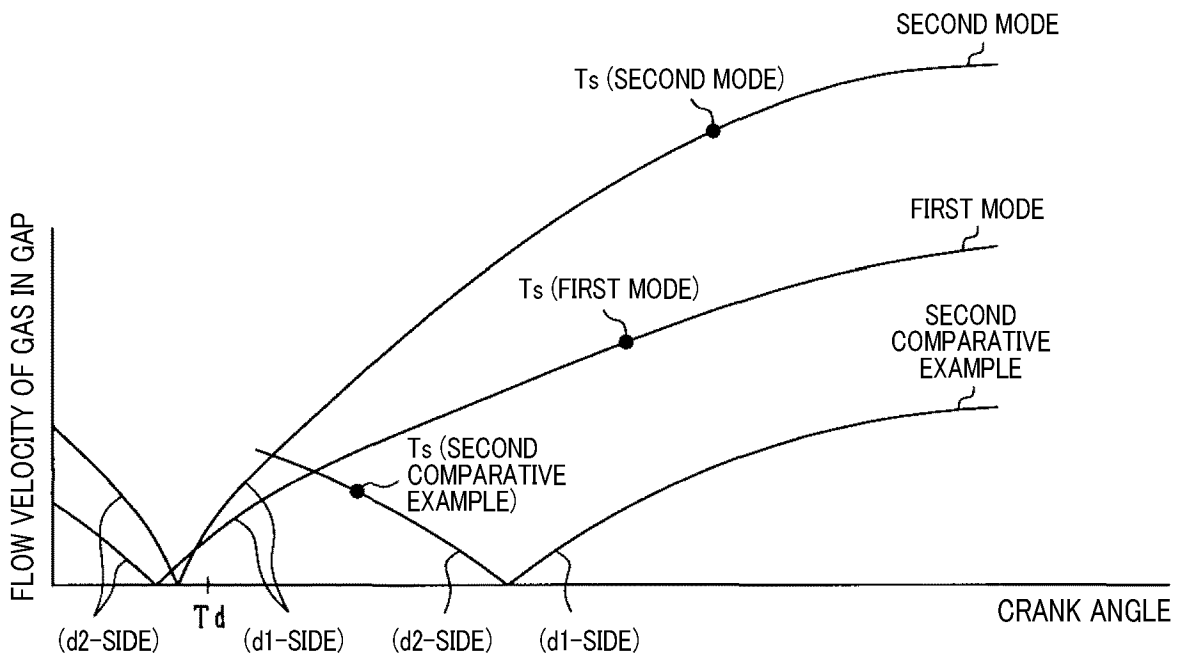 SECOND MODE
Ts (SECOND MODE)
FIRST MODE
Ts (FIRST MODE)
SECOND
COMPARATIVE
EXAMPLE
Ts (SECOND
COMPARATIVE
EXAMPLE)
FLOW VELOCITY OF GAS IN GAP
Td
CRANK ANGLE
(d2-SIDE)
(d1-SIDE)
(d2-SIDE)
(d1-SIDE)